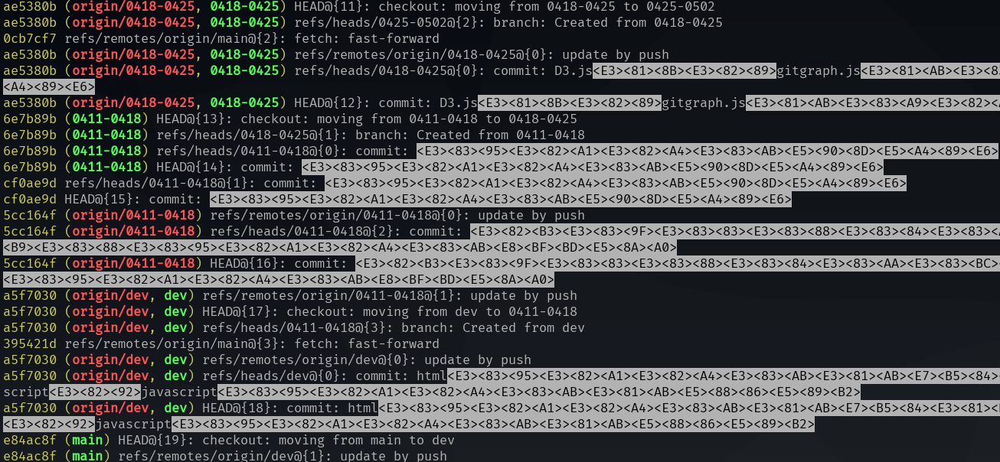 ae5380b (origin/0418-0425, 0418-0425) HEAD@{11}: checkout: moving from 0418-0425 to 0425-0502
ae5380b (origin/0418-0425, 0418-0425) refs/heads/0425-0502@{2}: branch: Created from 0418-0425
0cb7cf7 refs/remotes/origin/main@{2}: fetch: fast-forward
ae5380b (origin/0418-0425, 0418-0425) refs/remotes/origin/0418-0425@{0}: update by push
ae5380b (origin/0418-0425, 0418-0425) refs/heads/0418-0425@{0}: commit: D3.js<E3><81><8B><E3><82><89>gitgraph.js<E3><81><AB><E3><83
<A4><89><E6>
ae5380b (origin/0418-0425, 0418-0425) HEAD@{12}: commit: D3.js<E3><81><8B><E3><82><89>gitgraph.js<E3><81><AB><E3><83><A9><E3><82><A
6e7b89b (0411-0418) HEAD@{13}: checkout: moving from 0411-0418 to 0418-0425
6e7b89b (0411-0418) refs/heads/0418-0425@{1}: branch: Created from 0411-0418
6e7b89b (0411-0418) refs/heads/0411-0418@{0}: commit: <E3><83><95><E3><82><A1><E3><82><A4><E3><83><AB><E5><90><8D><E5><A4><89><E6>
6e7b89b (0411-0418) HEAD@{14}: commit: <E3><83><95><E3><82><A1><E3><82><A4><E3><83><AB><E5><90><8D><E5><A4><89><E6>
cf0ae9d refs/heads/0411-0418@{1}: commit: <E3><83><95><E3><82><A1><E3><82><A4><E3><83><AB><E5><90><8D><E5><A4><89><E6>
cf0ae9d HEAD@{15}: commit: <E3><83><95><E3><82><A1><E3><82><A4><E3><83><AB><E5><90><8D><E5><A4><89><E6>
5cc164f (origin/0411-0418) refs/remotes/origin/0411-0418@{0}: update by push
5cc164f (origin/0411-0418) refs/heads/0411-0418@{2}: commit: <E3><82><B3><E3><83><9F><E3><83><83><E3><83><88><E3><83><84><E3><83><A
<B9><E3><83><88><E3><83><95><E3><82><A1><E3><82><A4><E3><83><AB><E8><BF><BD><E5><8A><A0>
5cc164f (origin/0411-0418) HEAD@{16}: commit: <E3><82><B3><E3><83><9F><E3><83><83><E3><83><88><E3><83><84><E3><83><AA><E3><83><BC>
<E3><83><95><E3><82><A1><E3><82><A4><E3><83><AB><E8><BF><BD><E5><8A><A0>
a5f7030 (origin/dev, dev) refs/remotes/origin/0411-0418@{1}: update by push
a5f7030 (origin/dev, dev) HEAD@{17}: checkout: moving from dev to 0411-0418
a5f7030 (origin/dev, dev) refs/heads/0411-0418@{3}: branch: Created from dev
395421d refs/remotes/origin/main@{3}: fetch: fast-forward
a5f7030 (origin/dev, dev) refs/remotes/origin/dev@{0}: update by push
a5f7030 (origin/dev, dev) refs/heads/dev@{0}: commit: html<E3><83><95><E3><82><A1><E3><82><A4><E3><83><AB><E3><81><AB><E7><B5><84>
script<E3><82><92>javascript<E3><83><95><E3><82><A1><E3><82><A4><E3><83><AB><E3><81><AB><E5><88><86><E5><89><B2>
a5f7030 (origin/dev, dev) HEAD@{18}: commit: html<E3><83><95><E3><82><A1><E3><82><A4><E3><83><AB><E3><81><AB><E7><B5><84><E3><81>
<E3><82><92>javascript<E3><83><95><E3><82><A1><E3><82><A4><E3><83><AB><E3><81><AB><E5><88><86><E5><89><B2>
e84ac8f (main) HEAD@{19}: checkout: moving from main to dev
e84ac8f (main) refs/remotes/origin/dev@{1}: update by push